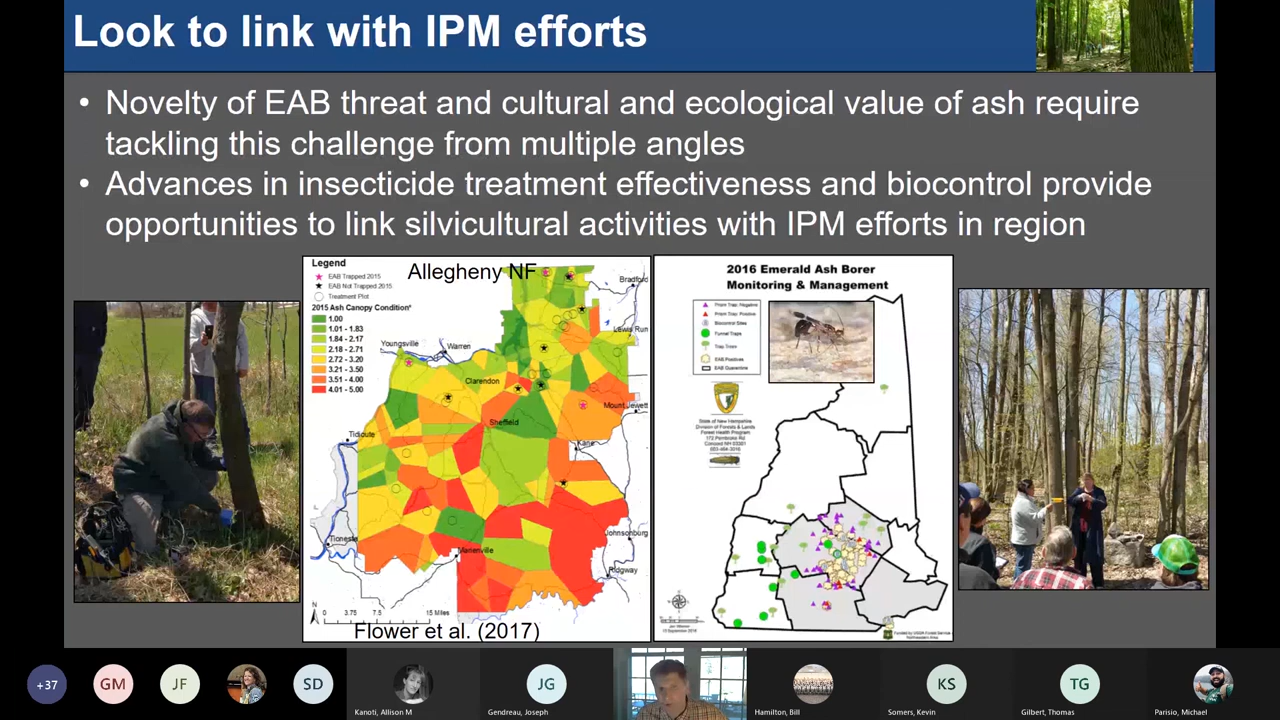 Look to link with IPM efforts
• Novelty of EAB threat and cultural and ecological value of ash require
tackling this challenge from multiple angles
• Advances in insecticide treatment effectiveness and biocontrol provide
opportunities to link silvicultural activities with IPM efforts in region
Legend
EAB Trapped 2015
EAB Not Trapped 2015
Treatment Plot
2015 Ash Canopy Condition*
1.00
1.01 - 1.83
1.84 - 2.17
2.18 - 2.71
2.72 - 3.20
3.21 - 3.50
3.51 - 4.00
4.01 - 5.00
Allegheny NF
Bradford
Lewis Run
Youngsville
Warren
Clarendon
Mount Jewett
Sheffield
Kane
Tidioute
Johnsonburg
Tionesta
Marienville
Ridgway
N
0 3.75 7.5 15 Miles
Flower et al. (2017)
2016 Emerald Ash Borer
Monitoring & Management
Prism Trap Negative
Prism Trap Positive
Biocontrol Sites
Funnel Traps
Trap Trees
EAB Positives
EAB Quarantine
State of New Hampshire
Division of Forests & Lands
Forest Health Program
172 Pembroke Rd
Concord NH 03301
+37
GM
JF
SD
Kanoti, Allison M
JG
Gendreau, Joseph
Hamilton, Bill
KS
Somers, Kevin
TG
Gilbert, Thomas
Parisio, Michael